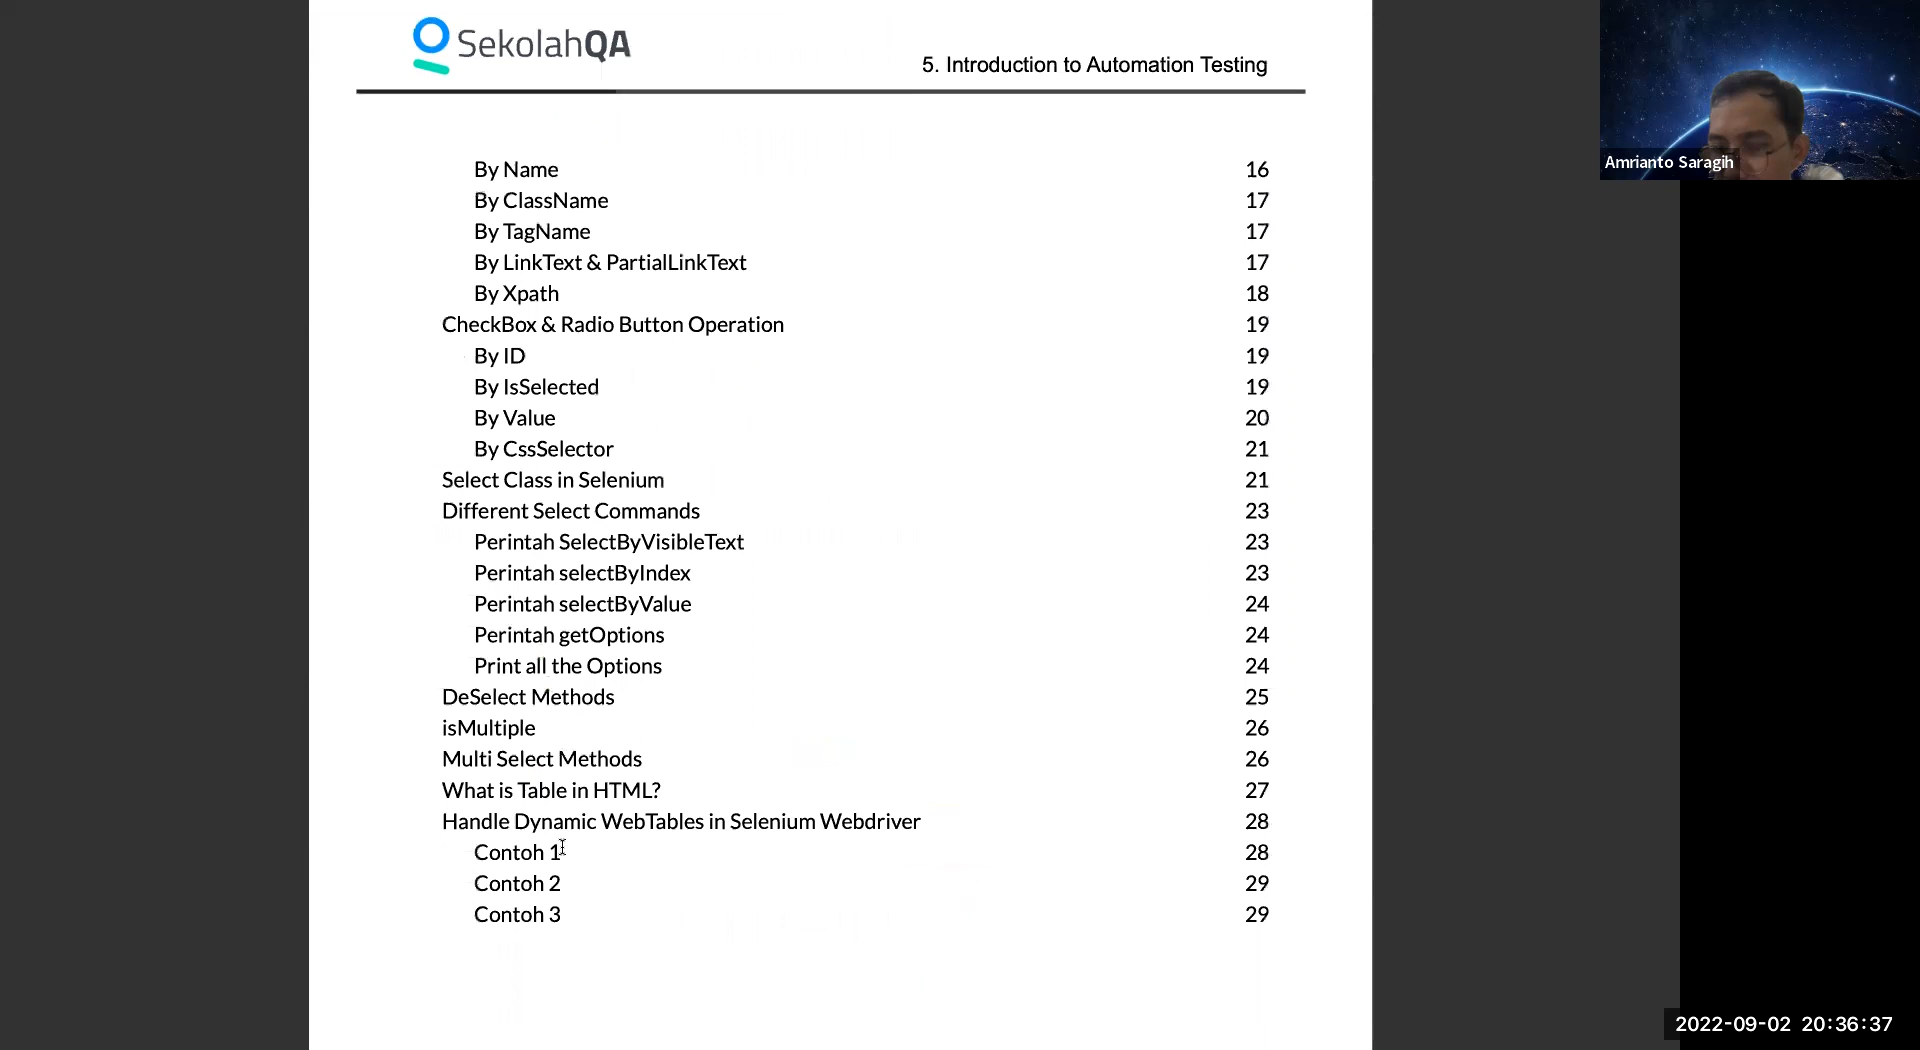 SekolahQA
5. Introduction to Automation Testing
By Name 16
By ClassName 17
By TagName 17
By LinkText & PartialLinkText 17
By Xpath 18
CheckBox & Radio Button Operation 19
By ID 19
By IsSelected 19
By Value 20
By CssSelector 21
Select Class in Selenium 21
Different Select Commands 23
Perintah SelectByVisibleText 23
Perintah selectByIndex 23
Perintah selectByValue 24
Perintah getOptions 24
Print all the Options 24
DeSelect Methods 25
isMultiple 26
Multi Select Methods 26
What is Table in HTML? 27
Handle Dynamic WebTables in Selenium Webdriver 28
Contoh 1 28
Contoh 2 29
Contoh 3 29
Amrianto Saragih
2022-09-02 20:36:37